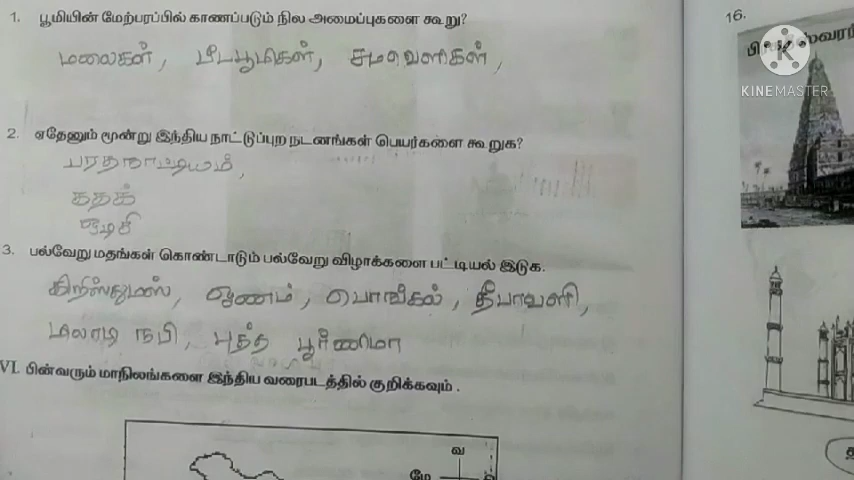 1. பூமியின் மேற்பரப்பில் காணப்படும் நில அமைப்புகளை கூறு?
மலைகள், பீடபூமிகள், சமவெளிகள்,
2. ஏதேனும் மூன்று இந்திய நாட்டுப்புற நடனங்கள் பெயர்களை கூறுக?
பரதநாட்டியம்,
கதக்
ஒடிசி
3. பல்வேறு மதங்கள் கொண்டாடும் பல்வேறு விழாக்களை பட்டியல் இடுக.
கிறிஸ்துமஸ், ஓணம், பொங்கல், தீபாவளி,
மிலாடி நபி, புத்த பூர்ணிமா
VI. பின்வரும் மாநிலங்களை இந்திய வரைபடத்தில் குறிக்கவும்.
வ
மே
16.
KINEMASTER